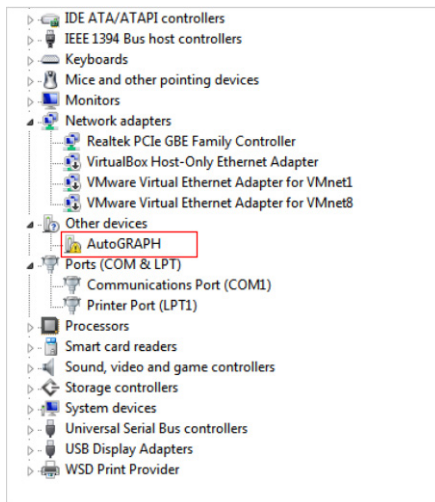 IDE ATA/ATAPI controllers
IEEE 1394 Bus host controllers
Keyboards
Mice and other pointing devices
Monitors
Network adapters
Realtek PCIe GBE Family Controller
VirtualBox Host-Only Ethernet Adapter
VMware Virtual Ethernet Adapter for VMnet1
VMware Virtual Ethernet Adapter for VMnet8
Other devices
AutoGRAPH
Ports (COM & LPT)
Communications Port (COM1)
Printer Port (LPT1)
Processors
Smart card readers
Sound, video and game controllers
Storage controllers
System devices
Universal Serial Bus controllers
USB Display Adapters
WSD Print Provider